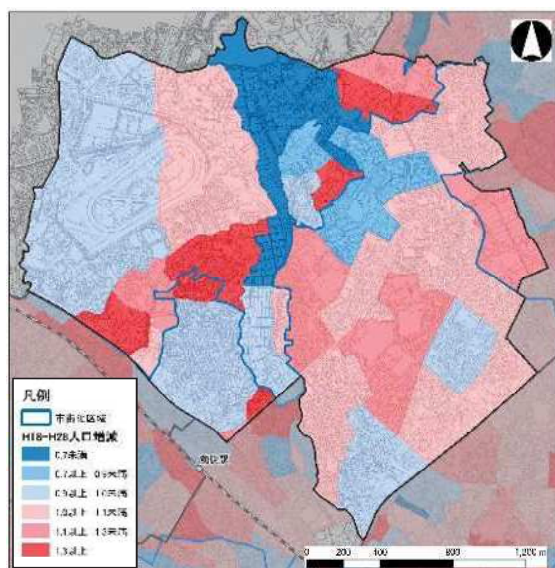 凡例
市街化区域
H18-H28人口増減
0.7未満
0.7以上 0.9未満
0.9以上 1.0未満
1.0以上 1.1未満
1.1以上 1.3未満
1.3以上
0 200 400 800 1,200 m